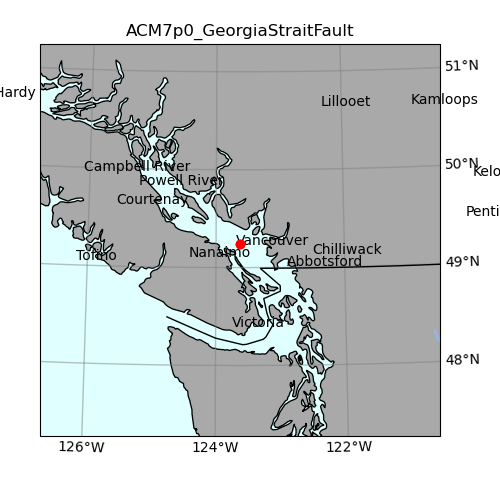 ACM7p0_GeorgiaStraitFault
51°N
Hardy
Lillooet
Kamloops
50°N
Campbell River
Kelo
Powell River
Courtenay
Penti
Vancouver
Nanaimo
Chilliwack
Tofino
Abbotsford
49°N
Victoria
48°N
126°W
124°W
122°W